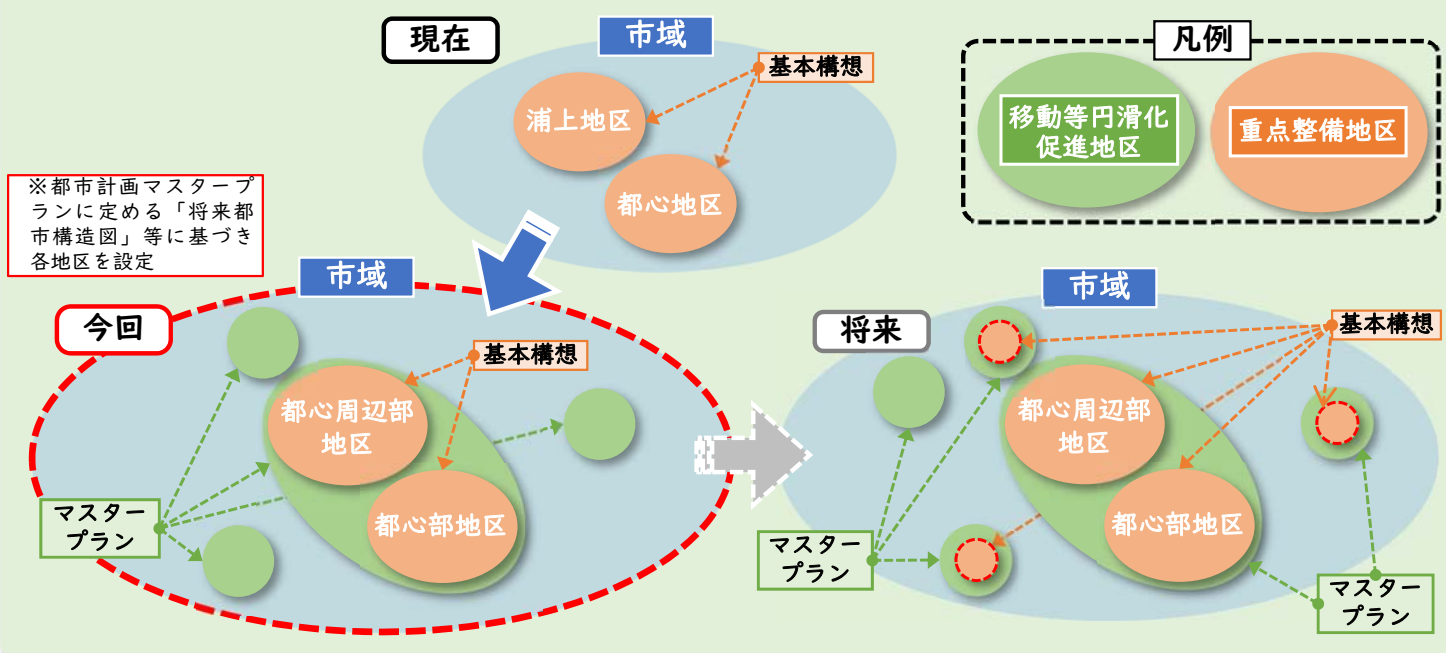 現在
市域
基本構想
浦上地区
都心地区
凡例
移動等円滑化
促進地区
重点整備地区
※都市計画マスタープ
ランに定める「将来都
市構造図」等に基づき
各地区を設定
今回
市域
基本構想
都心周辺部
地区
都心部地区
マスター
プラン
将来
市域
基本構想
都心周辺部
地区
都心部地区
マスター
プラン
マスター
プラン